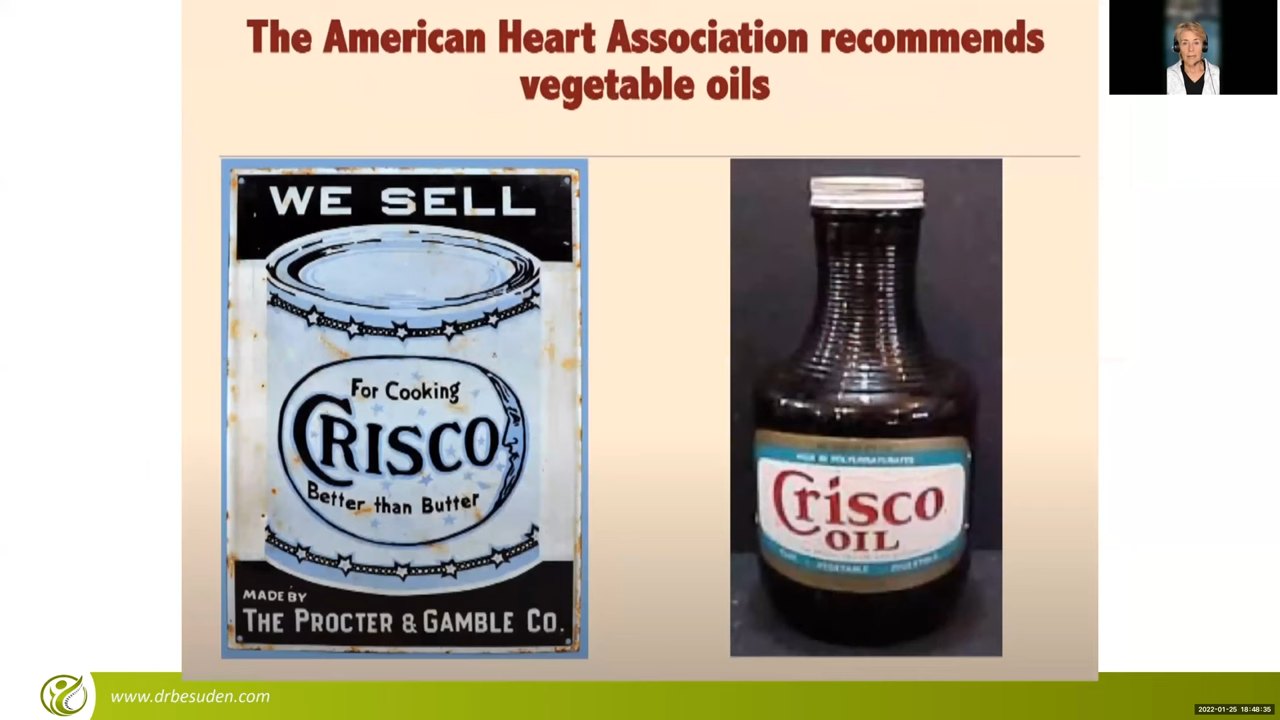 The American Heart Association recommends
vegetable oils
WE SELL
For Cooking
CRISCO
Better than Butter
MADE BY
THE PROCTER & GAMBLE CO.
Crisco
OIL
VEGETABLE
www.drbesuden.com
2022-01-25 18:48:35